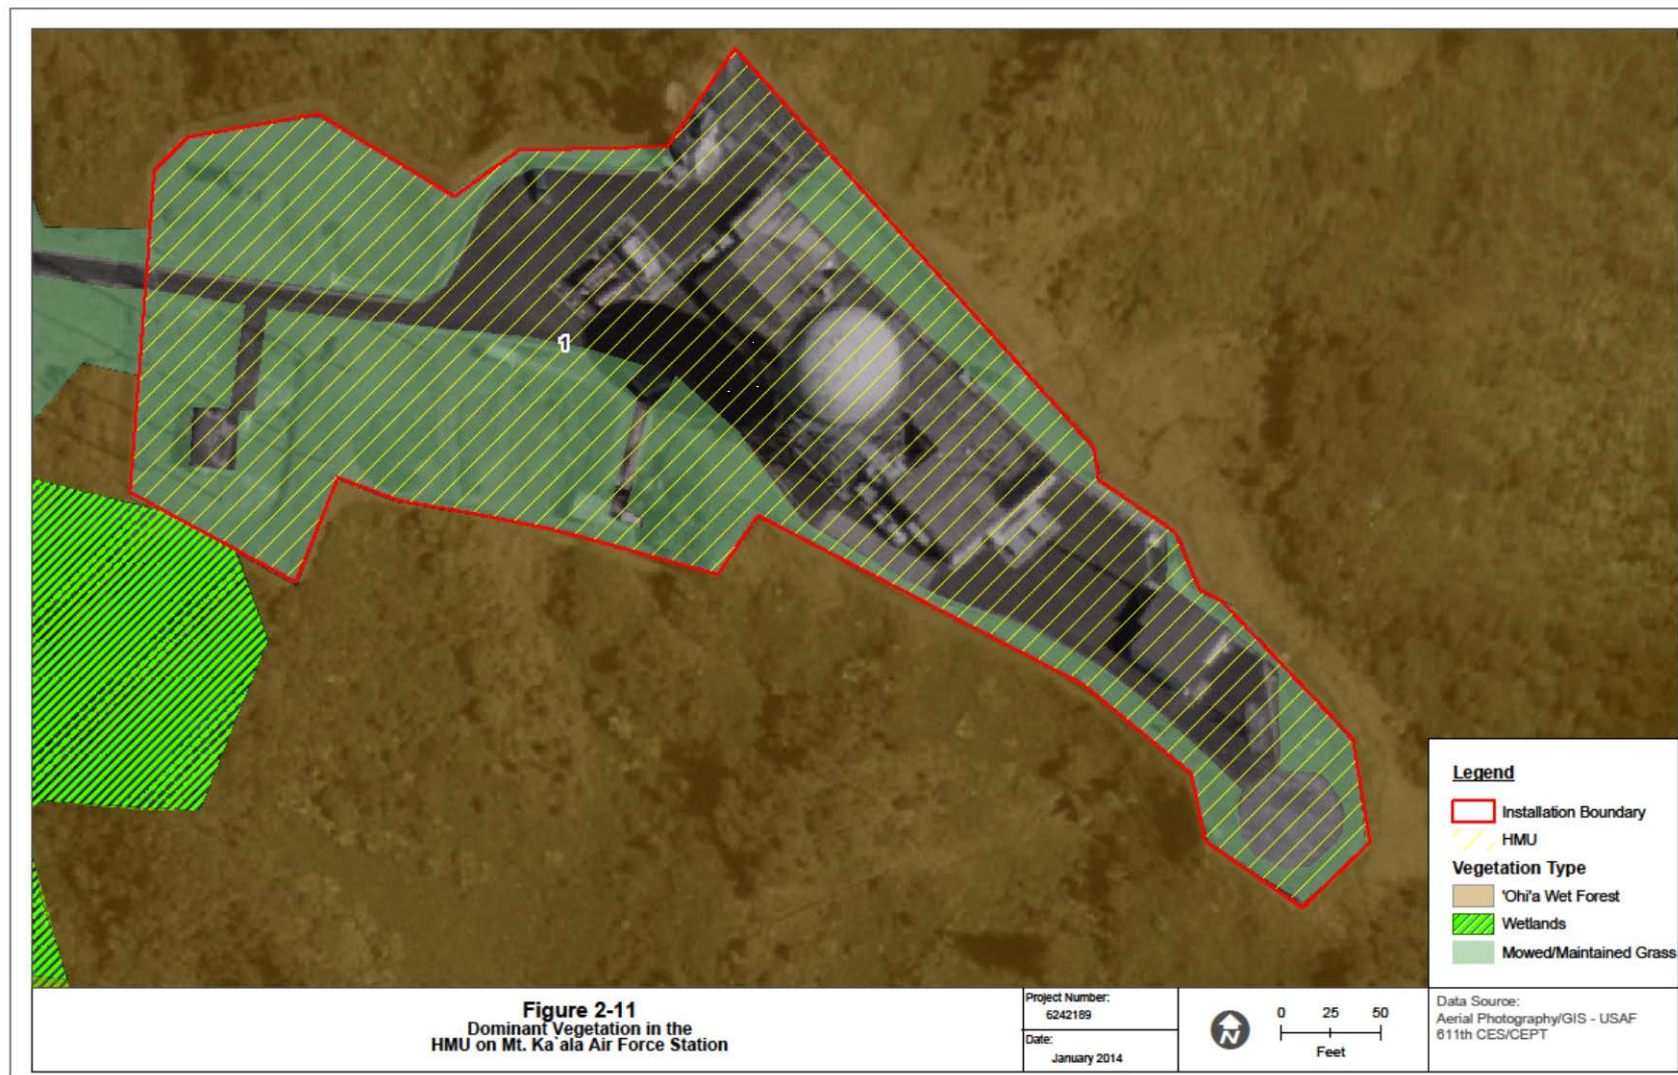 1
Legend
Installation Boundary
HMU
Vegetation Type
'Ohi'a Wet Forest
Wetlands
Mowed/Maintained Grass
Figure 2-11
Dominant Vegetation in the
HMU on Mt. Ka`ala Air Force Station
Project Number:
6242189
Date:
January 2014
N
0 25 50
Feet
Data Source:
Aerial Photography/GIS - USAF
611th CES/CEPT